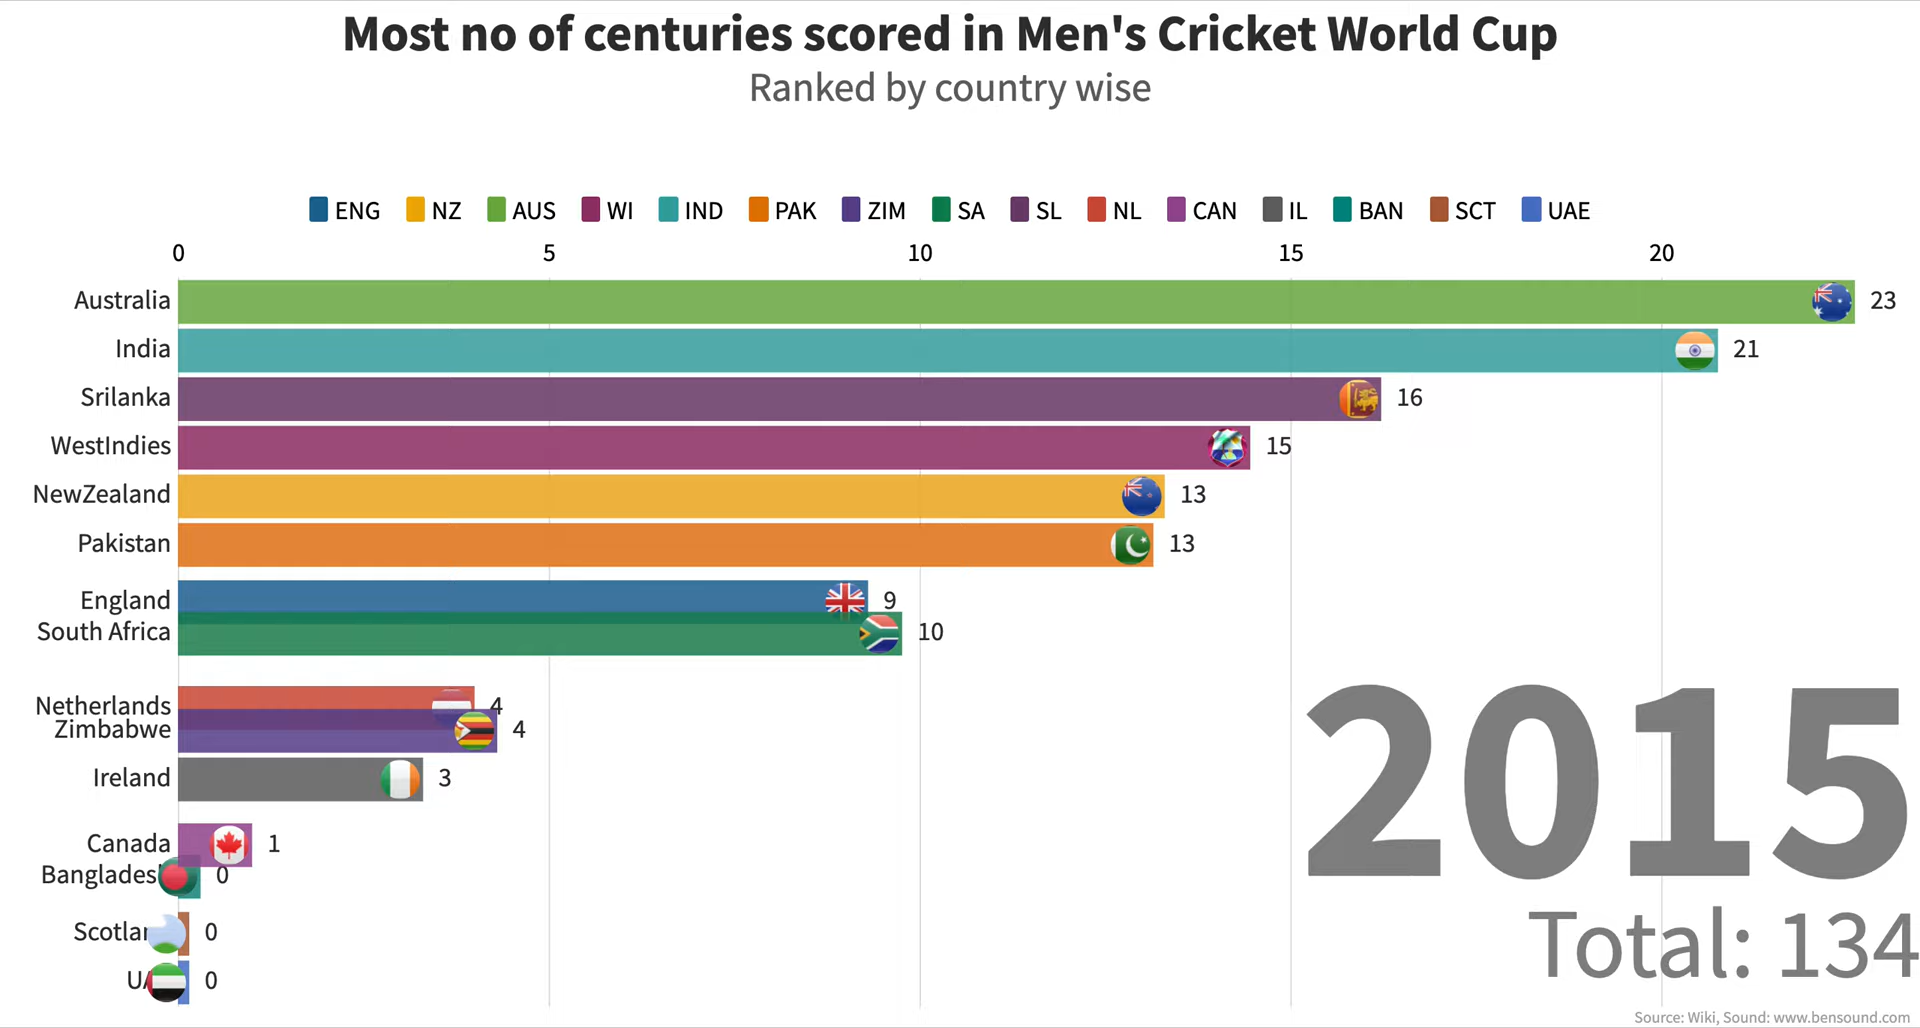 Most no of centuries scored in Men's Cricket World Cup
Ranked by country wise
ENG NZ AUS WI IND PAK ZIM SA SL NL CAN IL BAN SCT UAE
0 5 10 15 20
Australia 23
India 21
Srilanka 16
WestIndies 15
NewZealand 13
Pakistan 13
England 9
South Africa 10
Netherlands 4
Zimbabwe 4
Ireland 3
Canada 1
0
0
0
2015
Total: 134
Source: Wiki, Sound: www.bensound.com